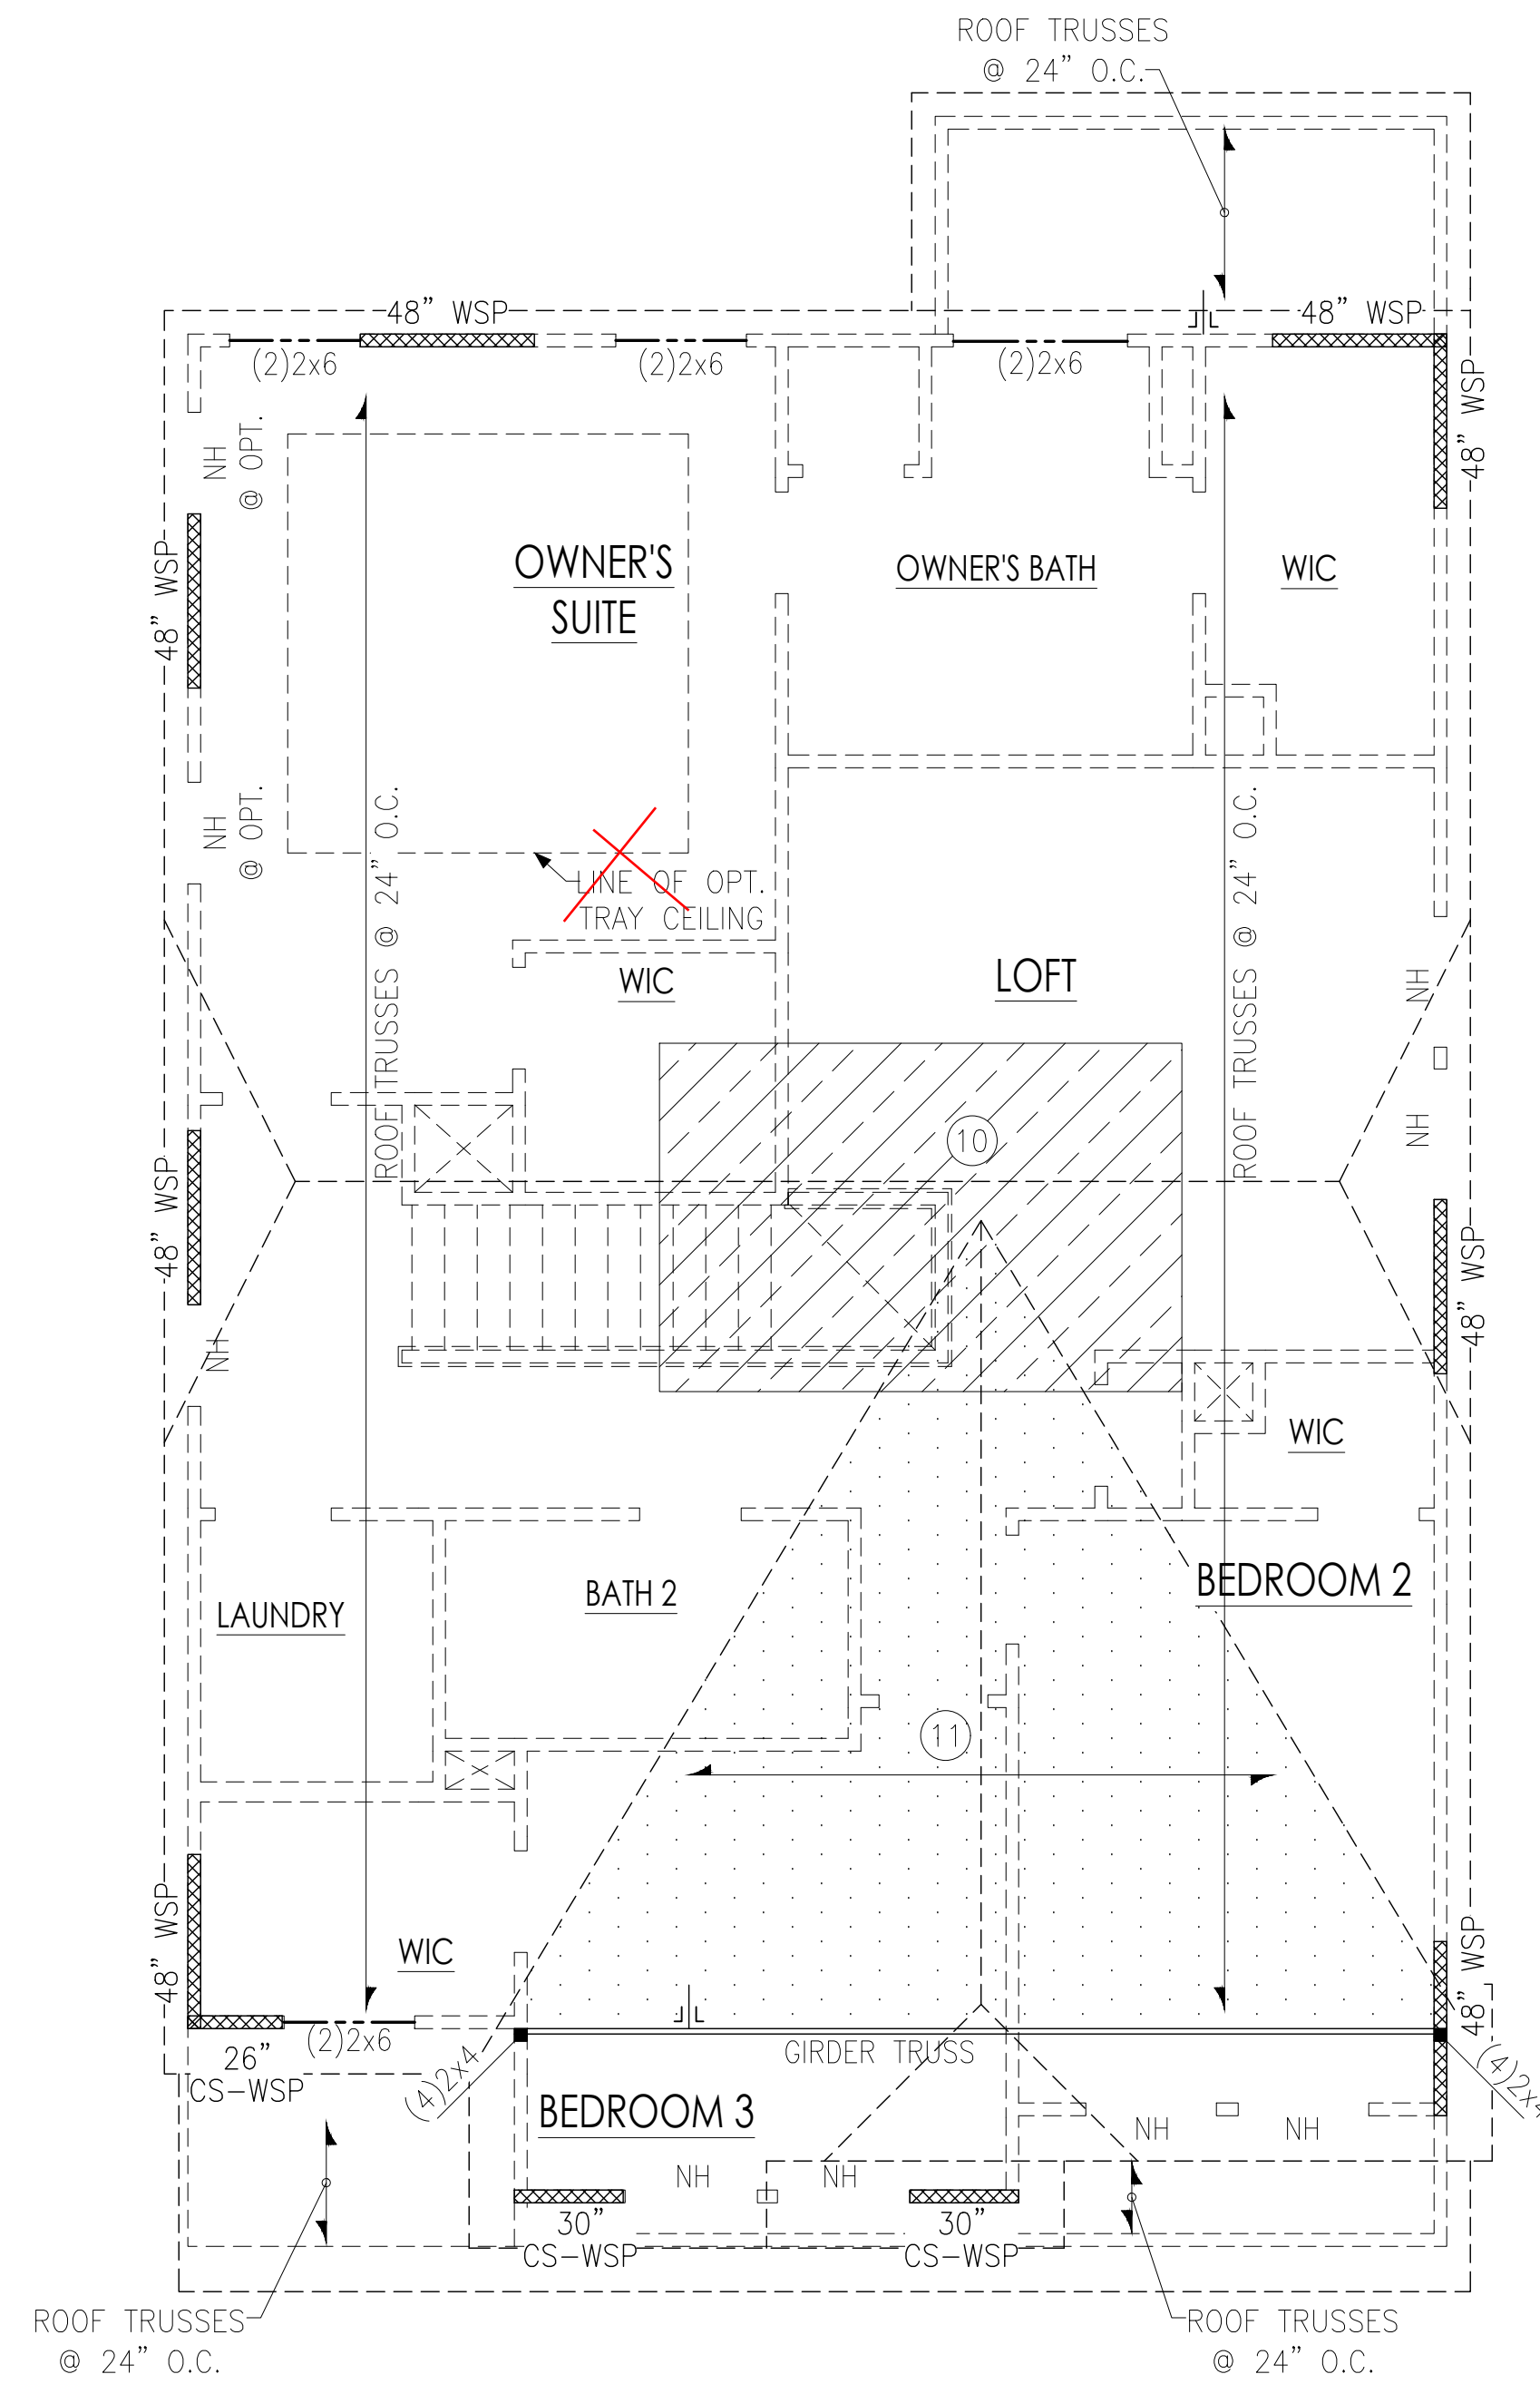 ROOF TRUSSES
@ 24" O.C.
48" WSP
48" WSP
(2)2x6
(2)2x6
(2)2x6
48" WSP
NH
@ OPT.
OWNER'S
SUITE
OWNER'S BATH
WIC
48" WSP
NH
@ OPT.
ROOF TRUSSES @ 24" O.C.
ROOF TRUSSES @ 24" O.C.
LINE OF OPT.
TRAY CEILING
WIC
LOFT
NH
10
NH
48" WSP
48" WSP
NH
WIC
BEDROOM 2
BATH 2
LAUNDRY
11
48" WSP
WIC
48" WSP
(2)2x6
26"
CS-WSP
(4)2x4
GIRDER TRUSS
(4)2x4
BEDROOM 3
NH
NH
NH
NH
30"
CS-WSP
30"
CS-WSP
ROOF TRUSSES
@ 24" O.C.
ROOF TRUSSES
@ 24" O.C.